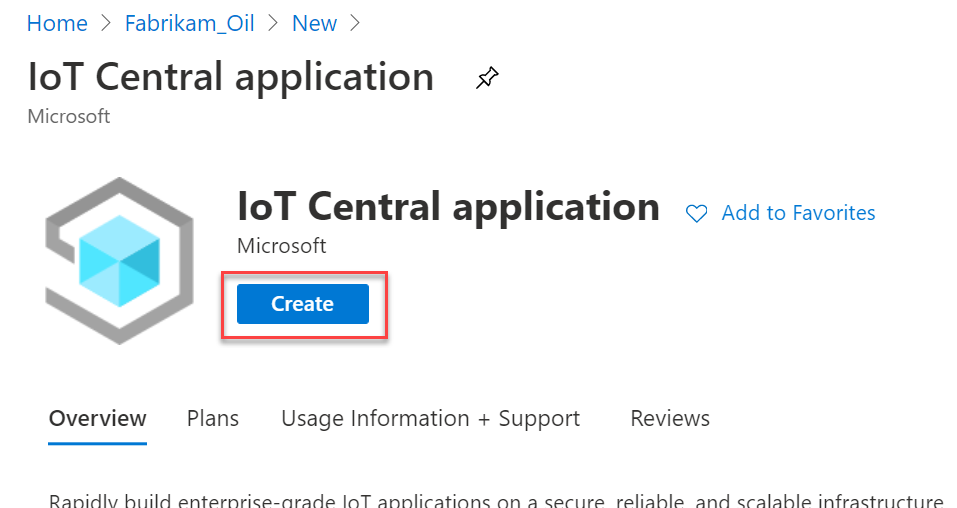 Home > Fabrikam_Oil > New >
IoT Central application
Microsoft
IoT Central application
Add to Favorites
Microsoft
Create
Overview Plans Usage Information + Support Reviews
Rapidly build enterprise-grade IoT applications on a secure, reliable, and scalable infrastructure